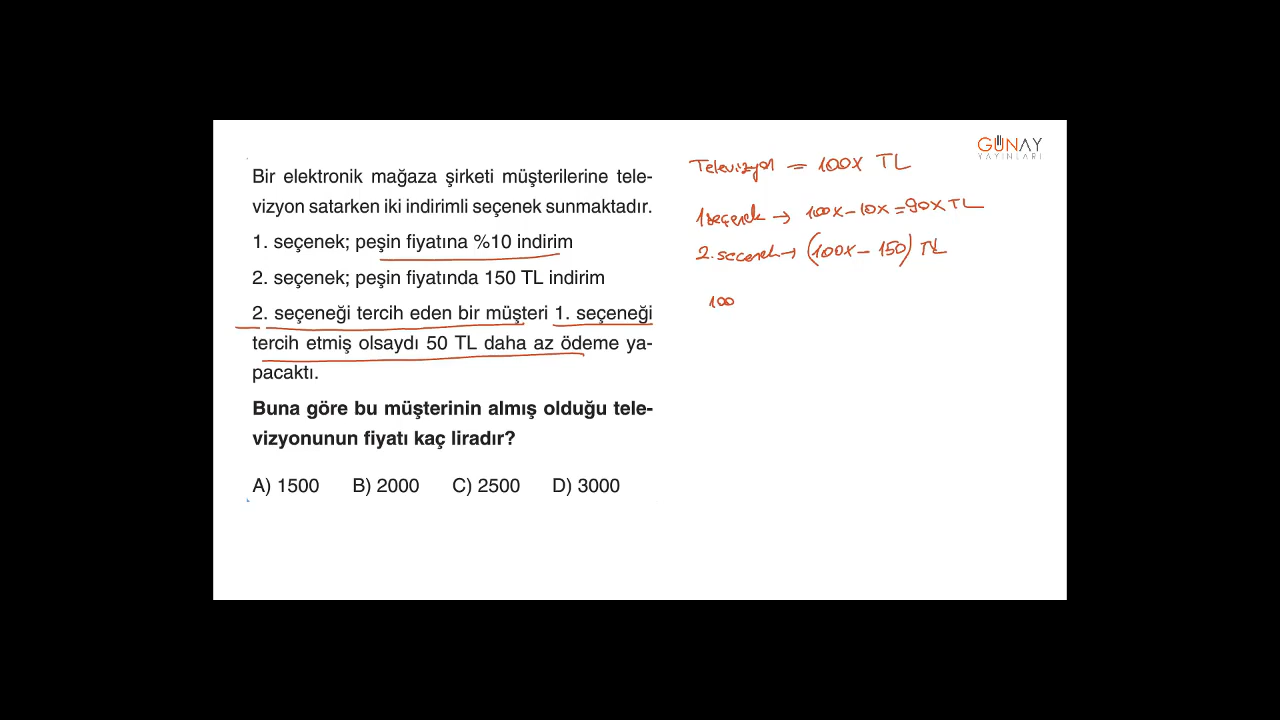 GÜNAY
YAYINLARI
Bir elektronik mağaza şirketi müşterilerine tele-
vizyon satarken iki indirimli seçenek sunmaktadır.
1. seçenek; peşin fiyatına %10 indirim
2. seçenek; peşin fiyatında 150 TL indirim
2. seçeneği tercih eden bir müşteri 1. seçeneği
tercih etmiş olsaydı 50 TL daha az ödeme ya-
pacaktı.
Buna göre bu müşterinin almış olduğu tele-
vizyonunun fiyatı kaç liradır?
A) 1500 B) 2000 C) 2500 D) 3000
Televizyon = 100x TL
1 seçenek → 100x - 10x = 90x TL
2. seçenek → (100x - 150) TL
100